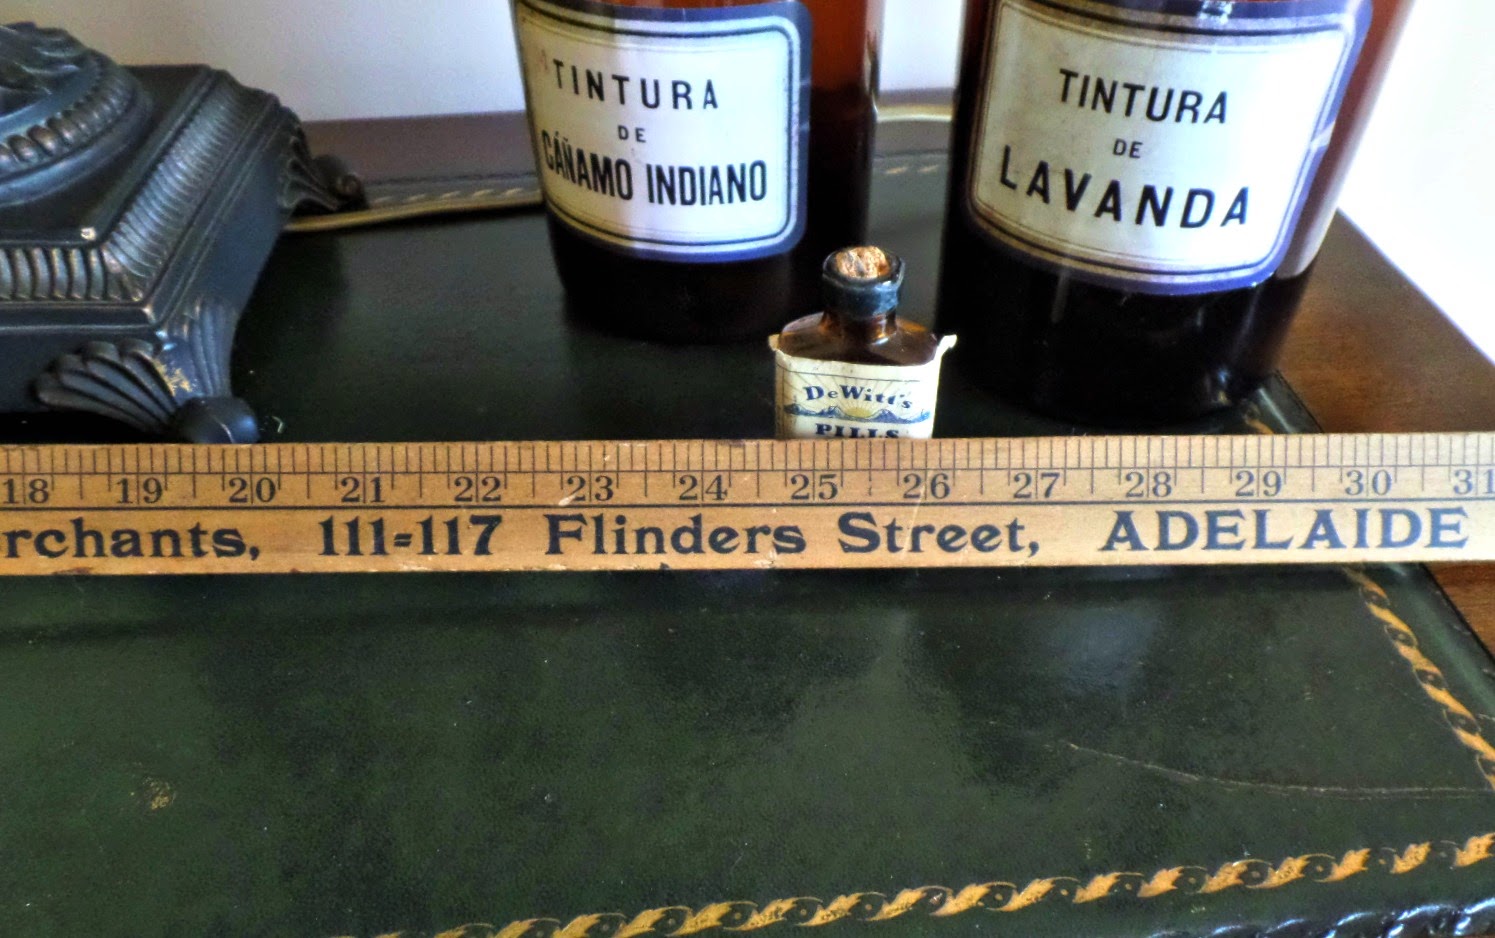 TINTURA
DE
CÁÑAMO INDIANO
TINTURA
DE
LAVANDA
DeWitt's
PILLS
18 19 20 21 22 23 24 25 26 27 28 29 30 31
rchants, 111=117 Flinders Street, ADELAIDE